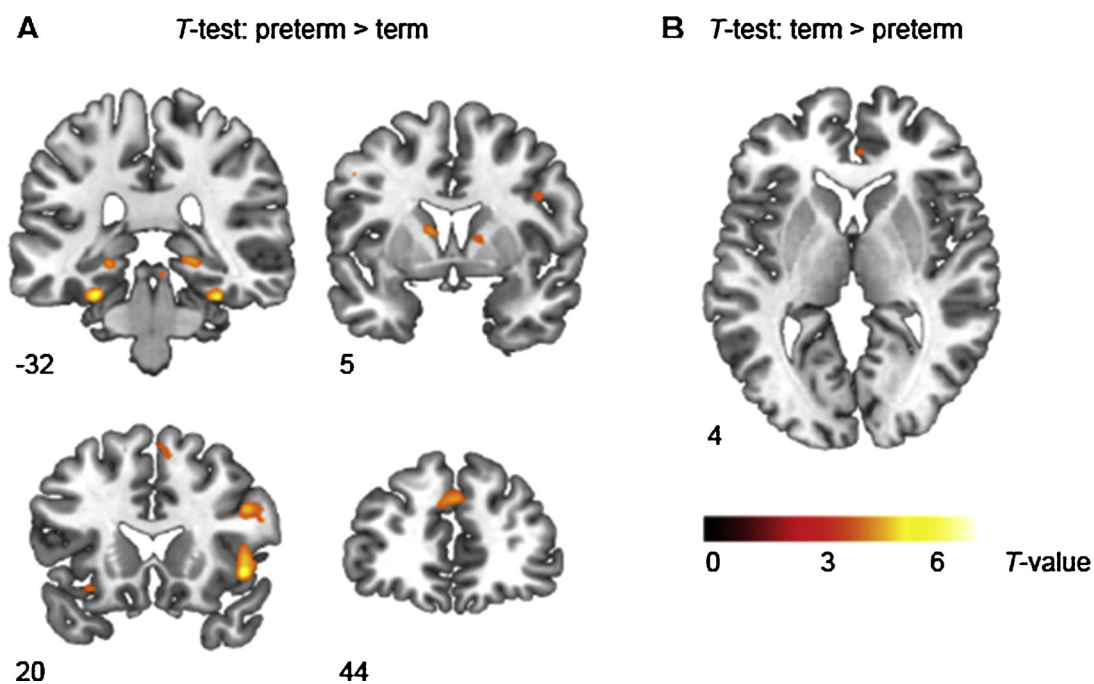 A T-test: preterm > term
B T-test: term > preterm
-32
5
4
0 3 6 T-value
20
44